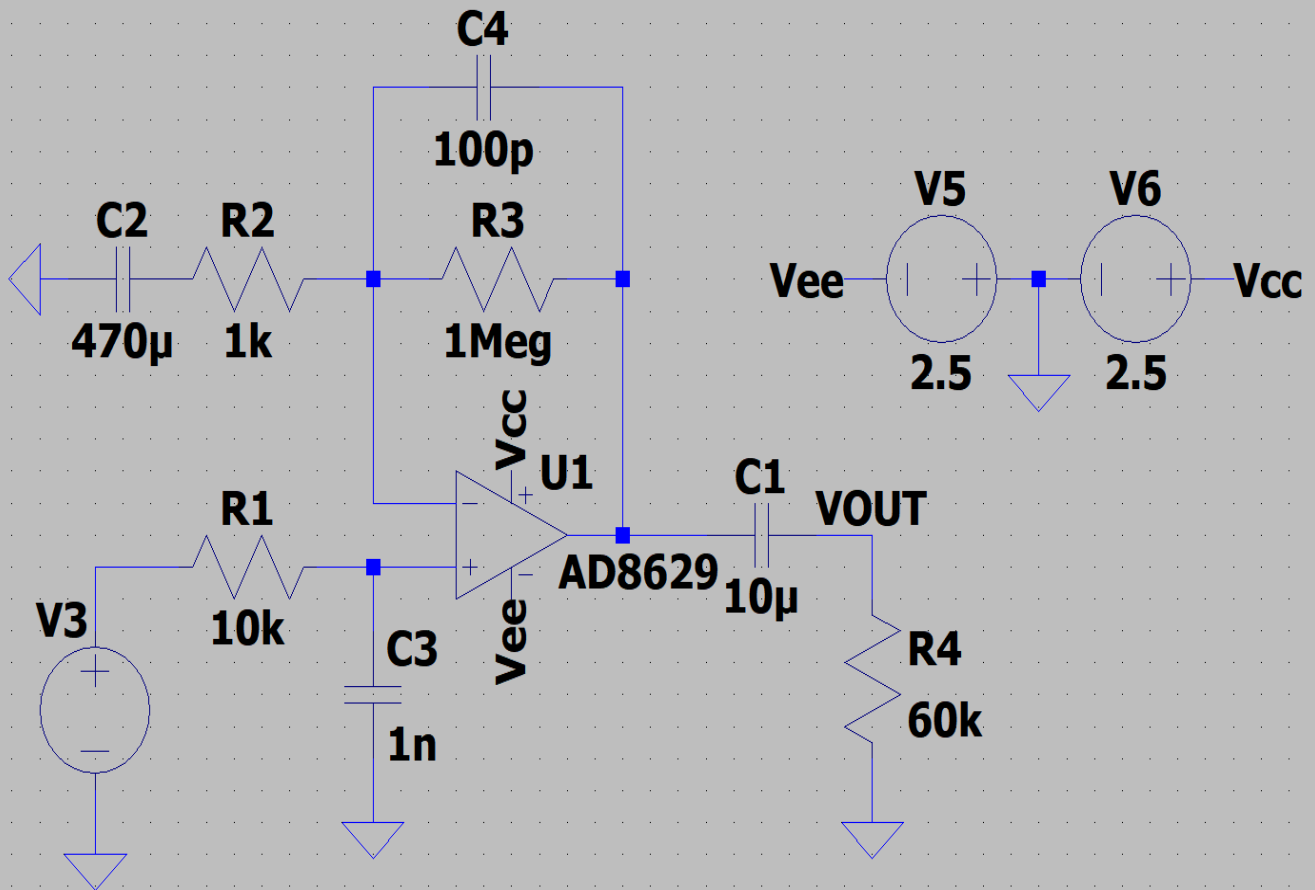 C4
100p
C2
R2
R3
470µ
1k
1Meg
V5
V6
Vee
Vcc
2.5
2.5
Vcc
U1
R1
10k
AD8629
Vee
C1
VOUT
10µ
V3
C3
1n
R4
60k